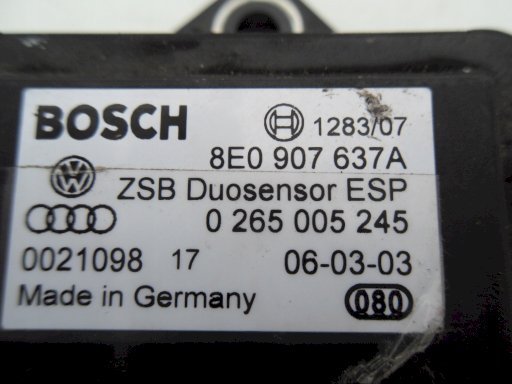 BOSCH 1283/07
8E0 907 637A
ZSB Duosensor ESP
0 265 005 245
0021098 17 06-03-03
Made in Germany 080